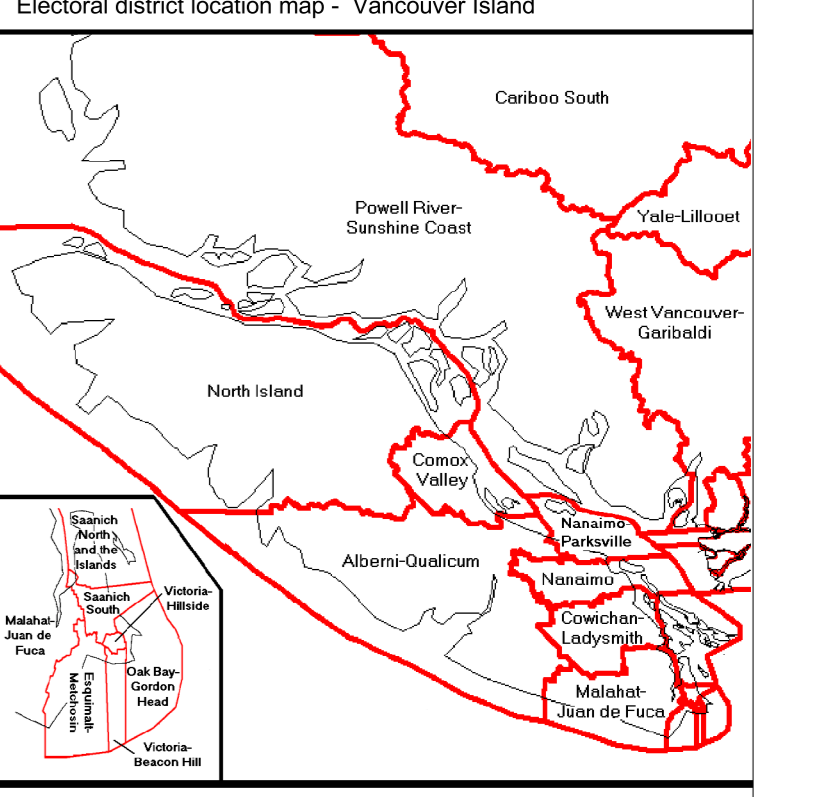 Electoral district location map - Vancouver Island
Cariboo South
Powell River-
Sunshine Coast
Yale-Lillooet
West Vancouver-
Garibaldi
North Island
Comox
Valley
Nanaimo
-Parksville
Alberni-Qualicum
Nanaimo
Cowichan-
Ladysmith
Malahat-
Juan de Fuca
Saanich
North
and the
Islands
Saanich
South
Victoria-
Hillside
Malahat-
Juan de
Fuca
Esquimalt-
Metchosin
Oak Bay-
Gordon
Head
Victoria-
Beacon Hill